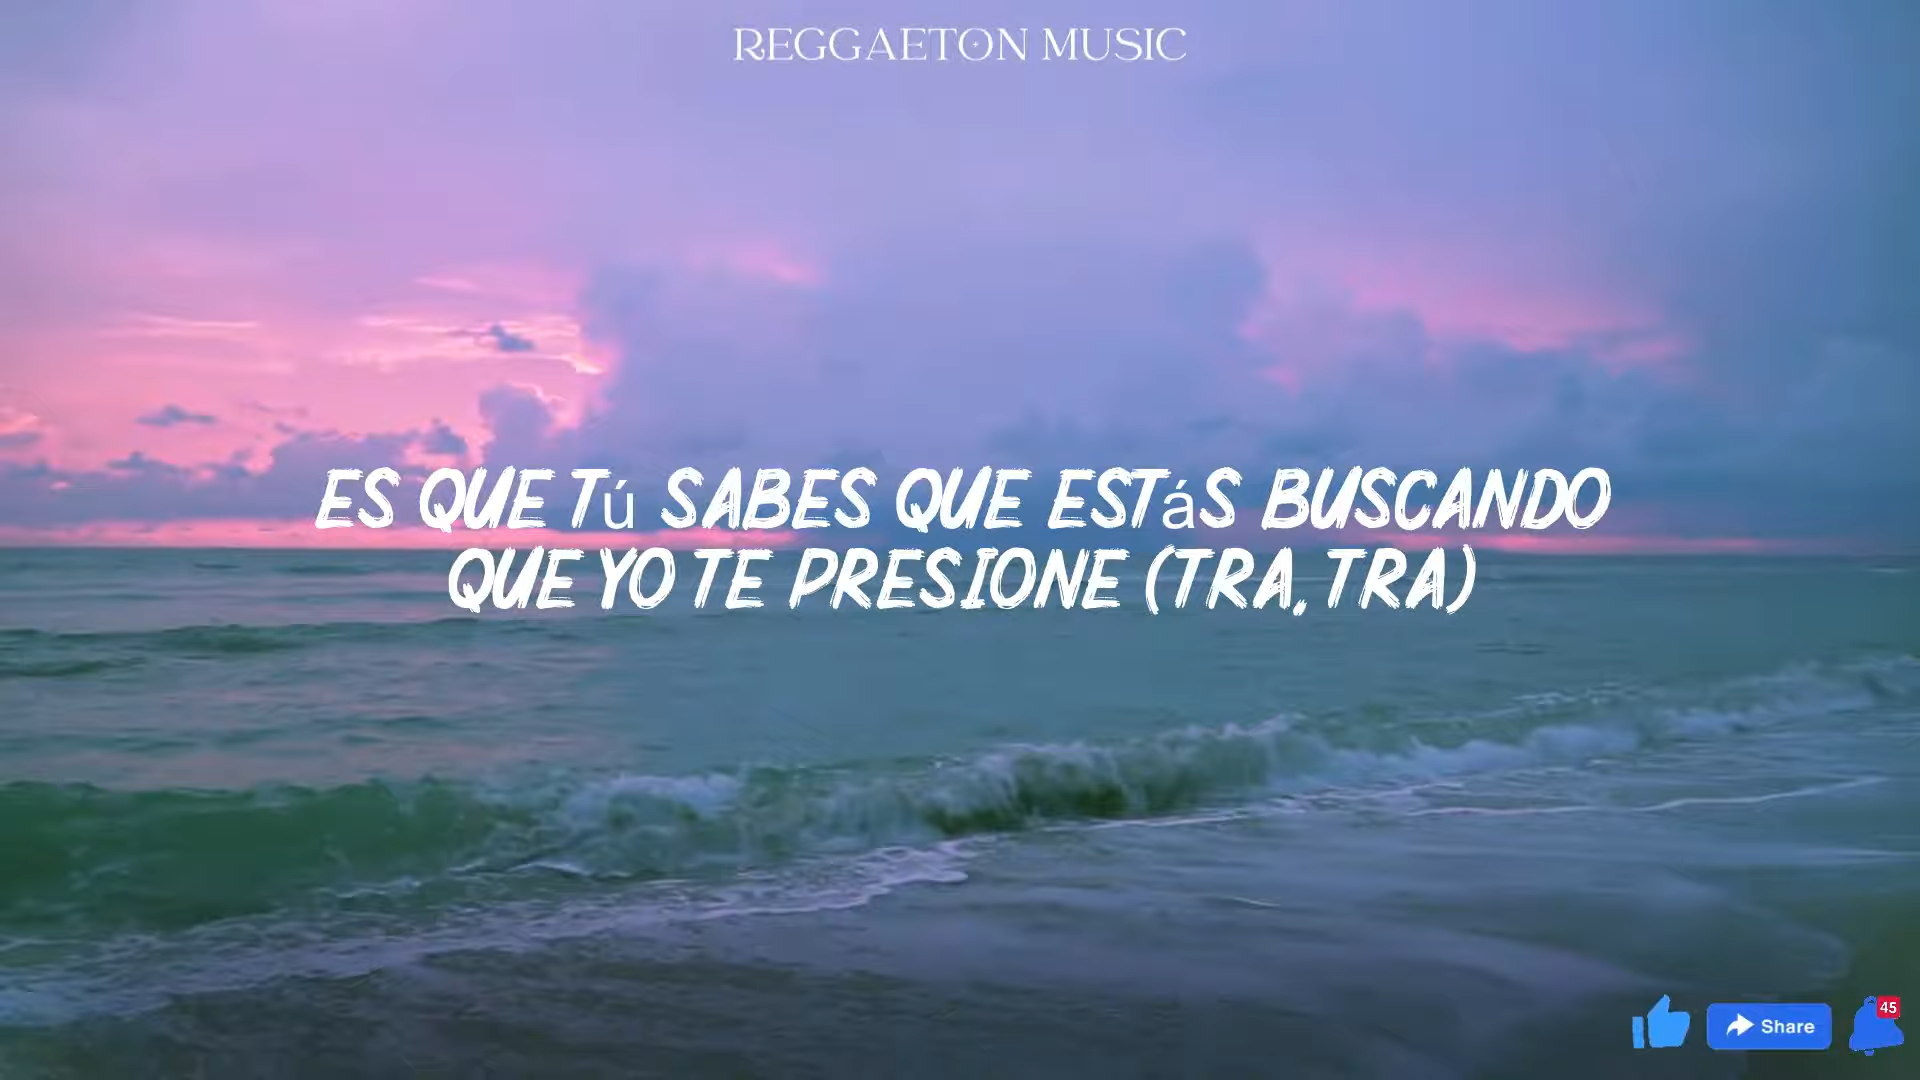 REGGAETON MUSIC
ES QUE Tú SABES QUE ESTáS BUSCANDO
QUE YO TE PRESIONE (TRA, TRA)
Share
45